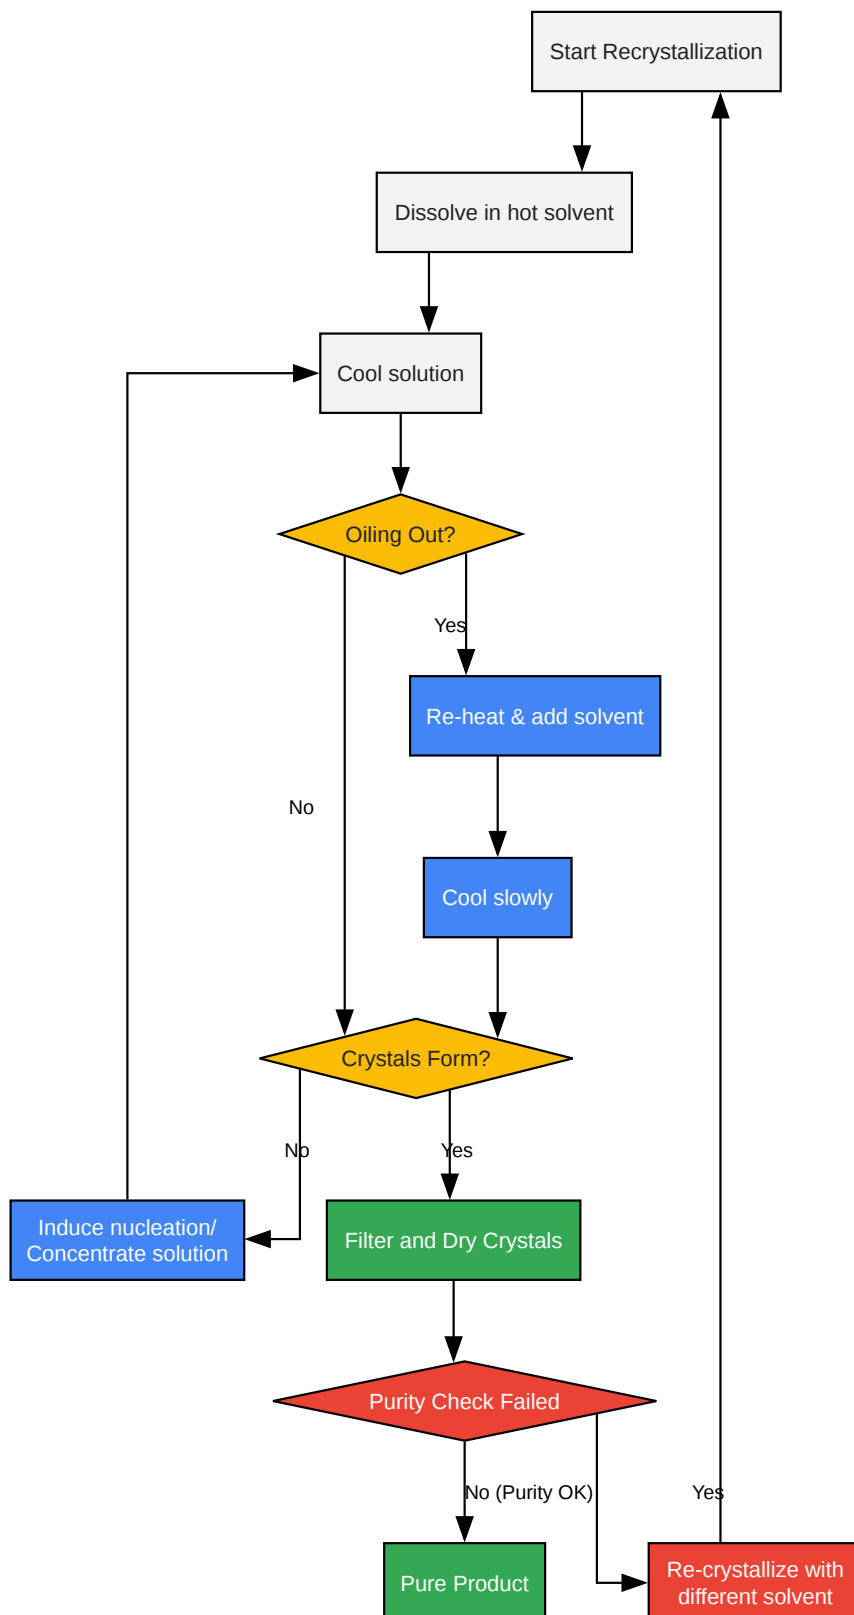 Start Recrystallization
Dissolve in hot solvent
Cool solution
Oiling Out?
Yes
Re-heat & add solvent
No
Cool slowly
Crystals Form?
No
Yes
Induce nucleation/
Concentrate solution
Filter and Dry Crystals
Purity Check Failed
No (Purity OK)
Yes
Pure Product
Re-crystallize with
different solvent